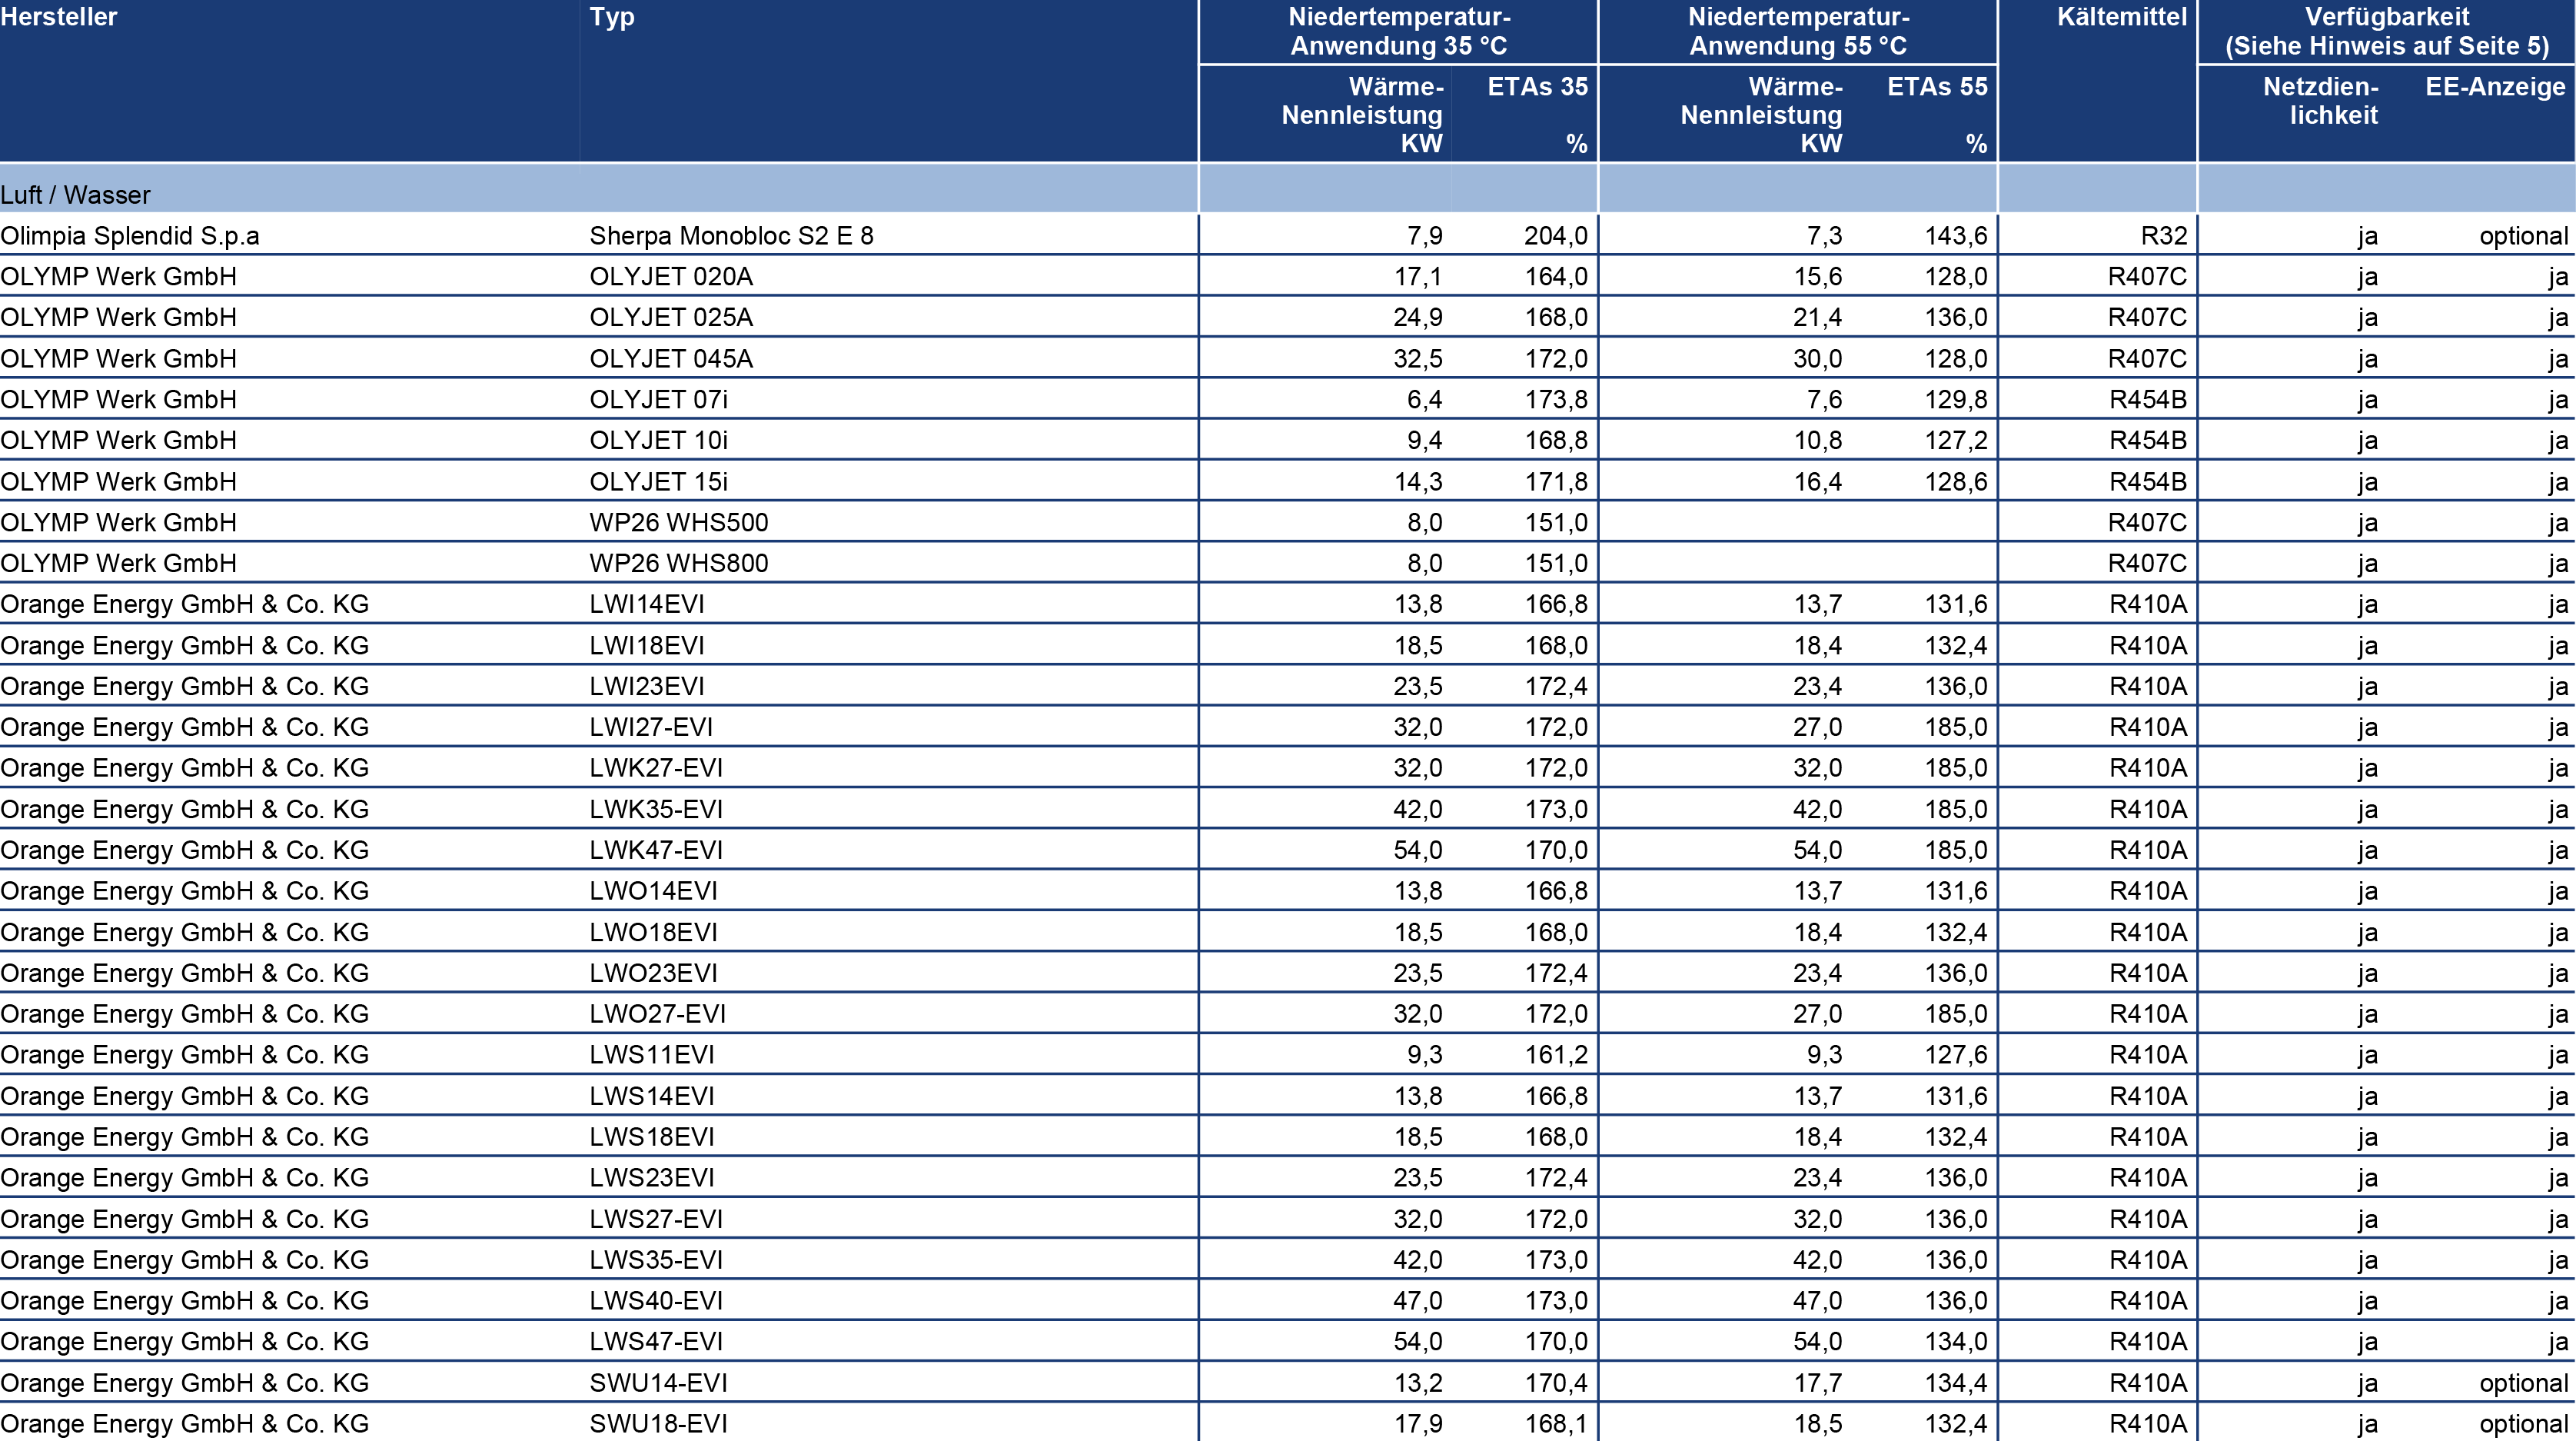 Hersteller Typ Niedertemperatur-Anwendung 35 °C Niedertemperatur-Anwendung 55 °C Kältemittel Verfügbarkeit (Siehe Hinweis auf Seite 5)
Wärme-Nennleistung KW ETAs 35 % Wärme-Nennleistung KW ETAs 55 % Netzdien-lichkeit EE-Anzeige
Luft / Wasser
Olimpia Splendid S.p.a Sherpa Monobloc S2 E 8 7,9 204,0 7,3 143,6 R32 ja optional
OLYMP Werk GmbH OLYJET 020A 17,1 164,0 15,6 128,0 R407C ja ja
OLYMP Werk GmbH OLYJET 025A 24,9 168,0 21,4 136,0 R407C ja ja
OLYMP Werk GmbH OLYJET 045A 32,5 172,0 30,0 128,0 R407C ja ja
OLYMP Werk GmbH OLYJET 07i 6,4 173,8 7,6 129,8 R454B ja ja
OLYMP Werk GmbH OLYJET 10i 9,4 168,8 10,8 127,2 R454B ja ja
OLYMP Werk GmbH OLYJET 15i 14,3 171,8 16,4 128,6 R454B ja ja
OLYMP Werk GmbH WP26 WHS500 8,0 151,0 R407C ja ja
OLYMP Werk GmbH WP26 WHS800 8,0 151,0 R407C ja ja
Orange Energy GmbH & Co. KG LWI14EVI 13,8 166,8 13,7 131,6 R410A ja ja
Orange Energy GmbH & Co. KG LWI18EVI 18,5 168,0 18,4 132,4 R410A ja ja
Orange Energy GmbH & Co. KG LWI23EVI 23,5 172,4 23,4 136,0 R410A ja ja
Orange Energy GmbH & Co. KG LWI27-EVI 32,0 172,0 27,0 185,0 R410A ja ja
Orange Energy GmbH & Co. KG LWK27-EVI 32,0 172,0 32,0 185,0 R410A ja ja
Orange Energy GmbH & Co. KG LWK35-EVI 42,0 173,0 42,0 185,0 R410A ja ja
Orange Energy GmbH & Co. KG LWK47-EVI 54,0 170,0 54,0 185,0 R410A ja ja
Orange Energy GmbH & Co. KG LWO14EVI 13,8 166,8 13,7 131,6 R410A ja ja
Orange Energy GmbH & Co. KG LWO18EVI 18,5 168,0 18,4 132,4 R410A ja ja
Orange Energy GmbH & Co. KG LWO23EVI 23,5 172,4 23,4 136,0 R410A ja ja
Orange Energy GmbH & Co. KG LWO27-EVI 32,0 172,0 27,0 185,0 R410A ja ja
Orange Energy GmbH & Co. KG LWS11EVI 9,3 161,2 9,3 127,6 R410A ja ja
Orange Energy GmbH & Co. KG LWS14EVI 13,8 166,8 13,7 131,6 R410A ja ja
Orange Energy GmbH & Co. KG LWS18EVI 18,5 168,0 18,4 132,4 R410A ja ja
Orange Energy GmbH & Co. KG LWS23EVI 23,5 172,4 23,4 136,0 R410A ja ja
Orange Energy GmbH & Co. KG LWS27-EVI 32,0 172,0 32,0 136,0 R410A ja ja
Orange Energy GmbH & Co. KG LWS35-EVI 42,0 173,0 42,0 136,0 R410A ja ja
Orange Energy GmbH & Co. KG LWS40-EVI 47,0 173,0 47,0 136,0 R410A ja ja
Orange Energy GmbH & Co. KG LWS47-EVI 54,0 170,0 54,0 134,0 R410A ja ja
Orange Energy GmbH & Co. KG SWU14-EVI 13,2 170,4 17,7 134,4 R410A ja optional
Orange Energy GmbH & Co. KG SWU18-EVI 17,9 168,1 18,5 132,4 R410A ja optional